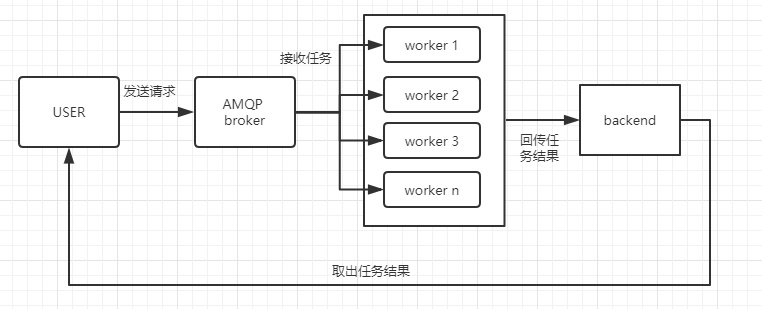 USER
发送请求
AMQP
broker
接收任务
worker 1
worker 2
worker 3
worker n
回传任
务结果
backend
取出任务结果